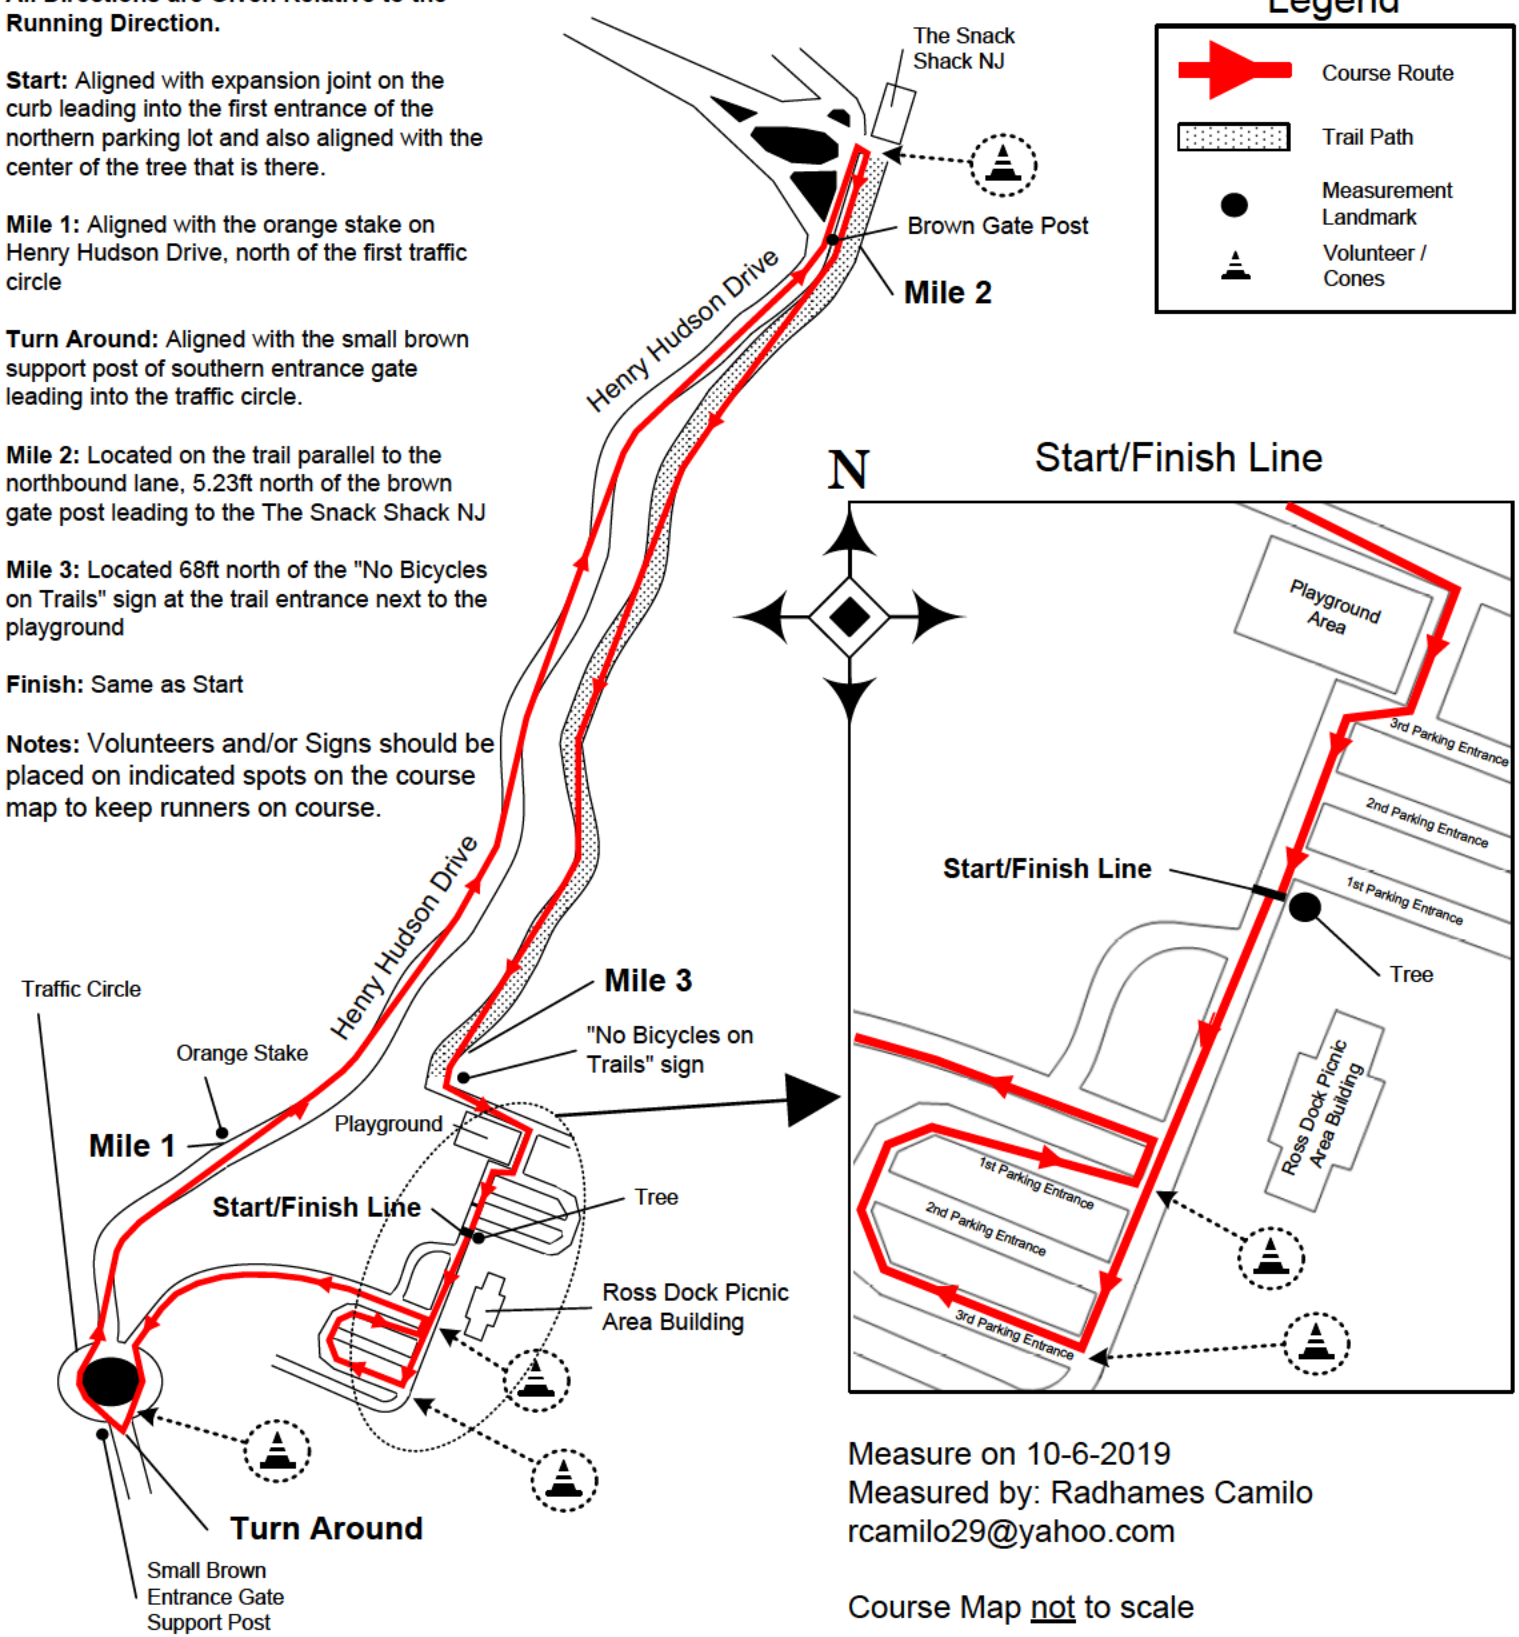 All Directions are Given Relative to the
Running Direction.
Start: Aligned with expansion joint on the
curb leading into the first entrance of the
northern parking lot and also aligned with the
center of the tree that is there.
Mile 1: Aligned with the orange stake on
Henry Hudson Drive, north of the first traffic
circle
Turn Around: Aligned with the small brown
support post of southern entrance gate
leading into the traffic circle.
Mile 2: Located on the trail parallel to the
northbound lane, 5.23ft north of the brown
gate post leading to the The Snack Shack NJ
Mile 3: Located 68ft north of the "No Bicycles
on Trails" sign at the trail entrance next to the
playground
Finish: Same as Start
Notes: Volunteers and/or Signs should be
placed on indicated spots on the course
map to keep runners on course.
The Snack
Shack NJ
Brown Gate Post
Mile 2
Henry Hudson Drive
Henry Hudson Drive
Traffic Circle
Orange Stake
Mile 1
Mile 3
"No Bicycles on
Trails" sign
Playground
Start/Finish Line
Tree
Ross Dock Picnic
Area Building
Turn Around
Small Brown
Entrance Gate
Support Post
Legend
Course Route
Trail Path
Measurement
Landmark
Volunteer /
Cones
N
Start/Finish Line
Playground
Area
3rd Parking Entrance
2nd Parking Entrance
1st Parking Entrance
Start/Finish Line
Tree
Ross Dock Picnic
Area Building
1st Parking Entrance
2nd Parking Entrance
3rd Parking Entrance
Measure on 10-6-2019
Measured by: Radhames Camilo
rcamilo29@yahoo.com
Course Map not to scale